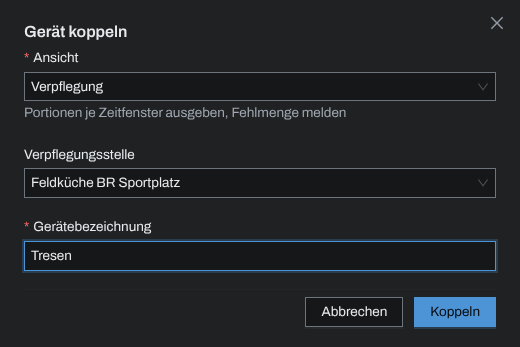 Gerät koppeln
* Ansicht
Verpflegung
Portionen je Zeitfenster ausgeben, Fehlmenge melden
Verpflegungsstelle
Feldküche BR Sportplatz
* Gerätebezeichnung
Tresen
Abbrechen Koppeln